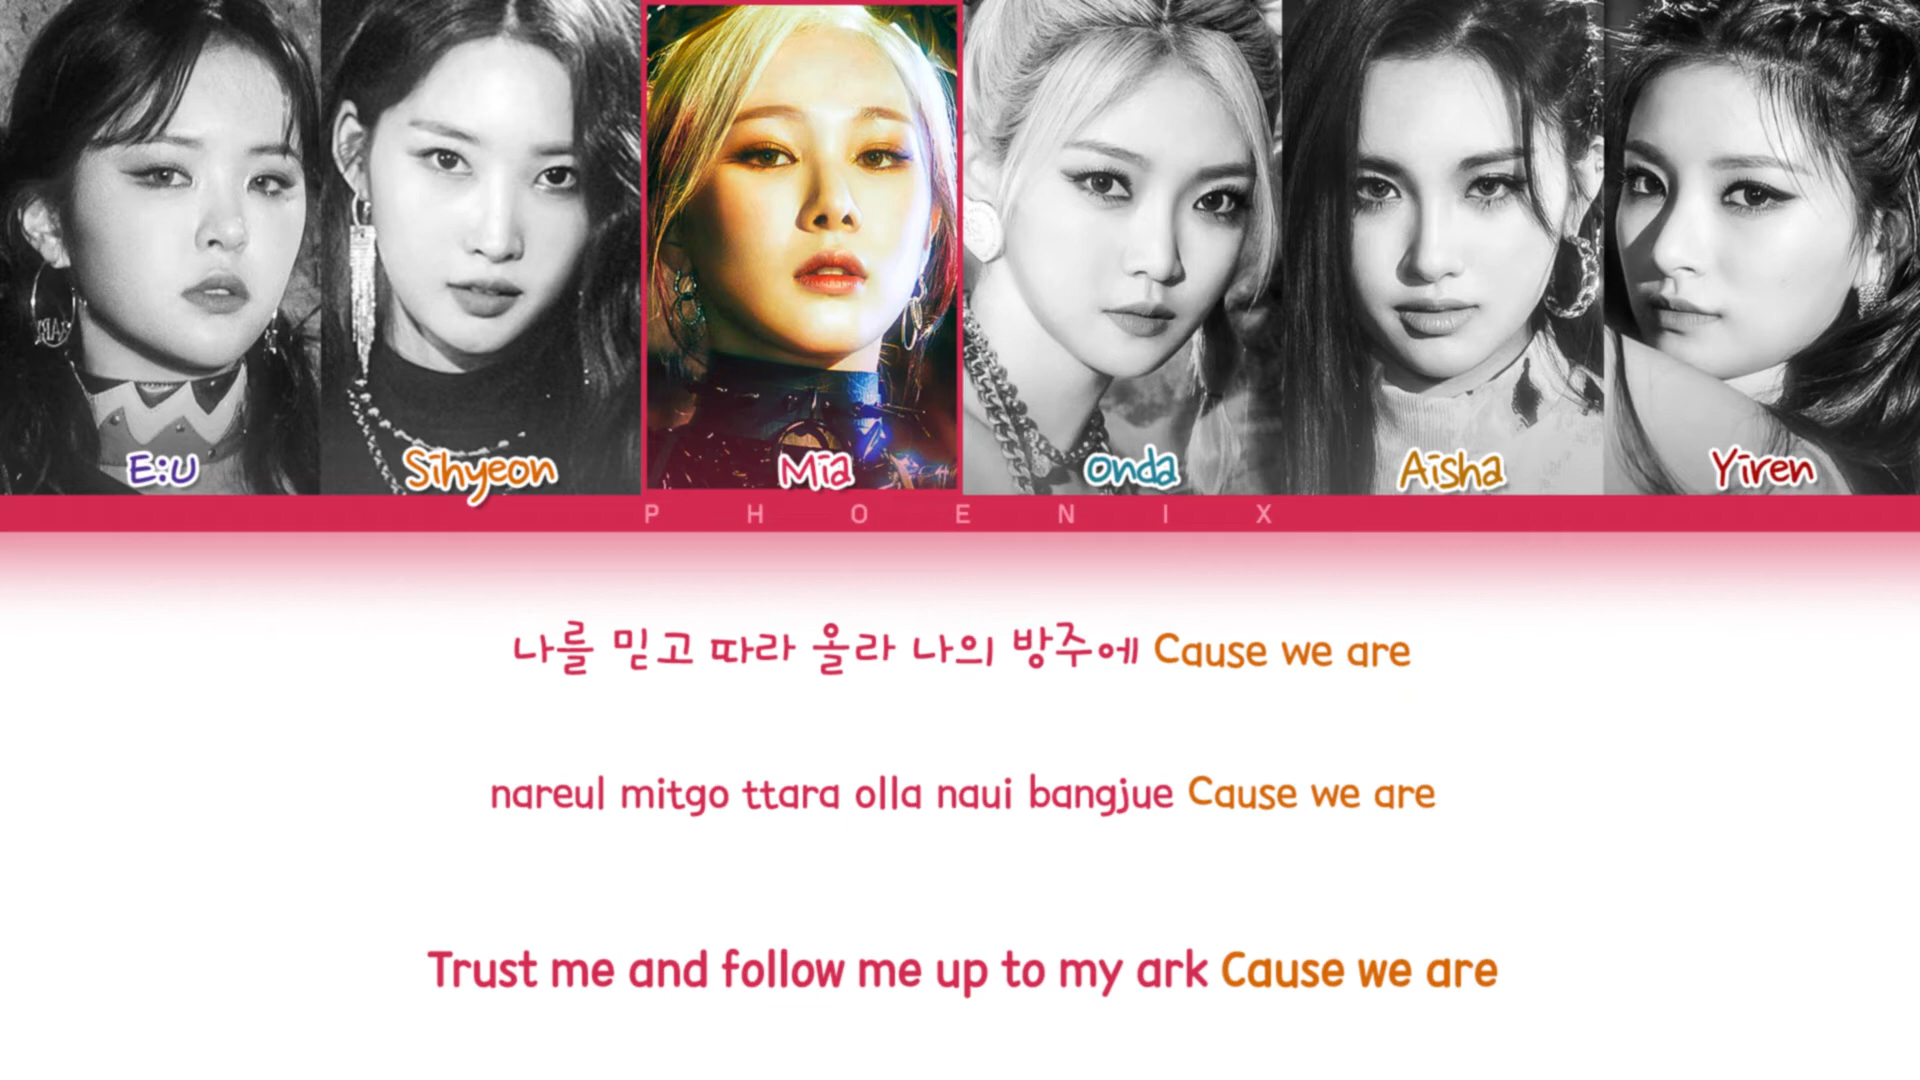 E:U
Sihyeon
Mia
Onda
Aisha
Yiren
PHOENIX
나를 믿고 따라 올라 나의 방주에 Cause we are
nareul mitgo ttara olla naui bangjue Cause we are
Trust me and follow me up to my ark Cause we are